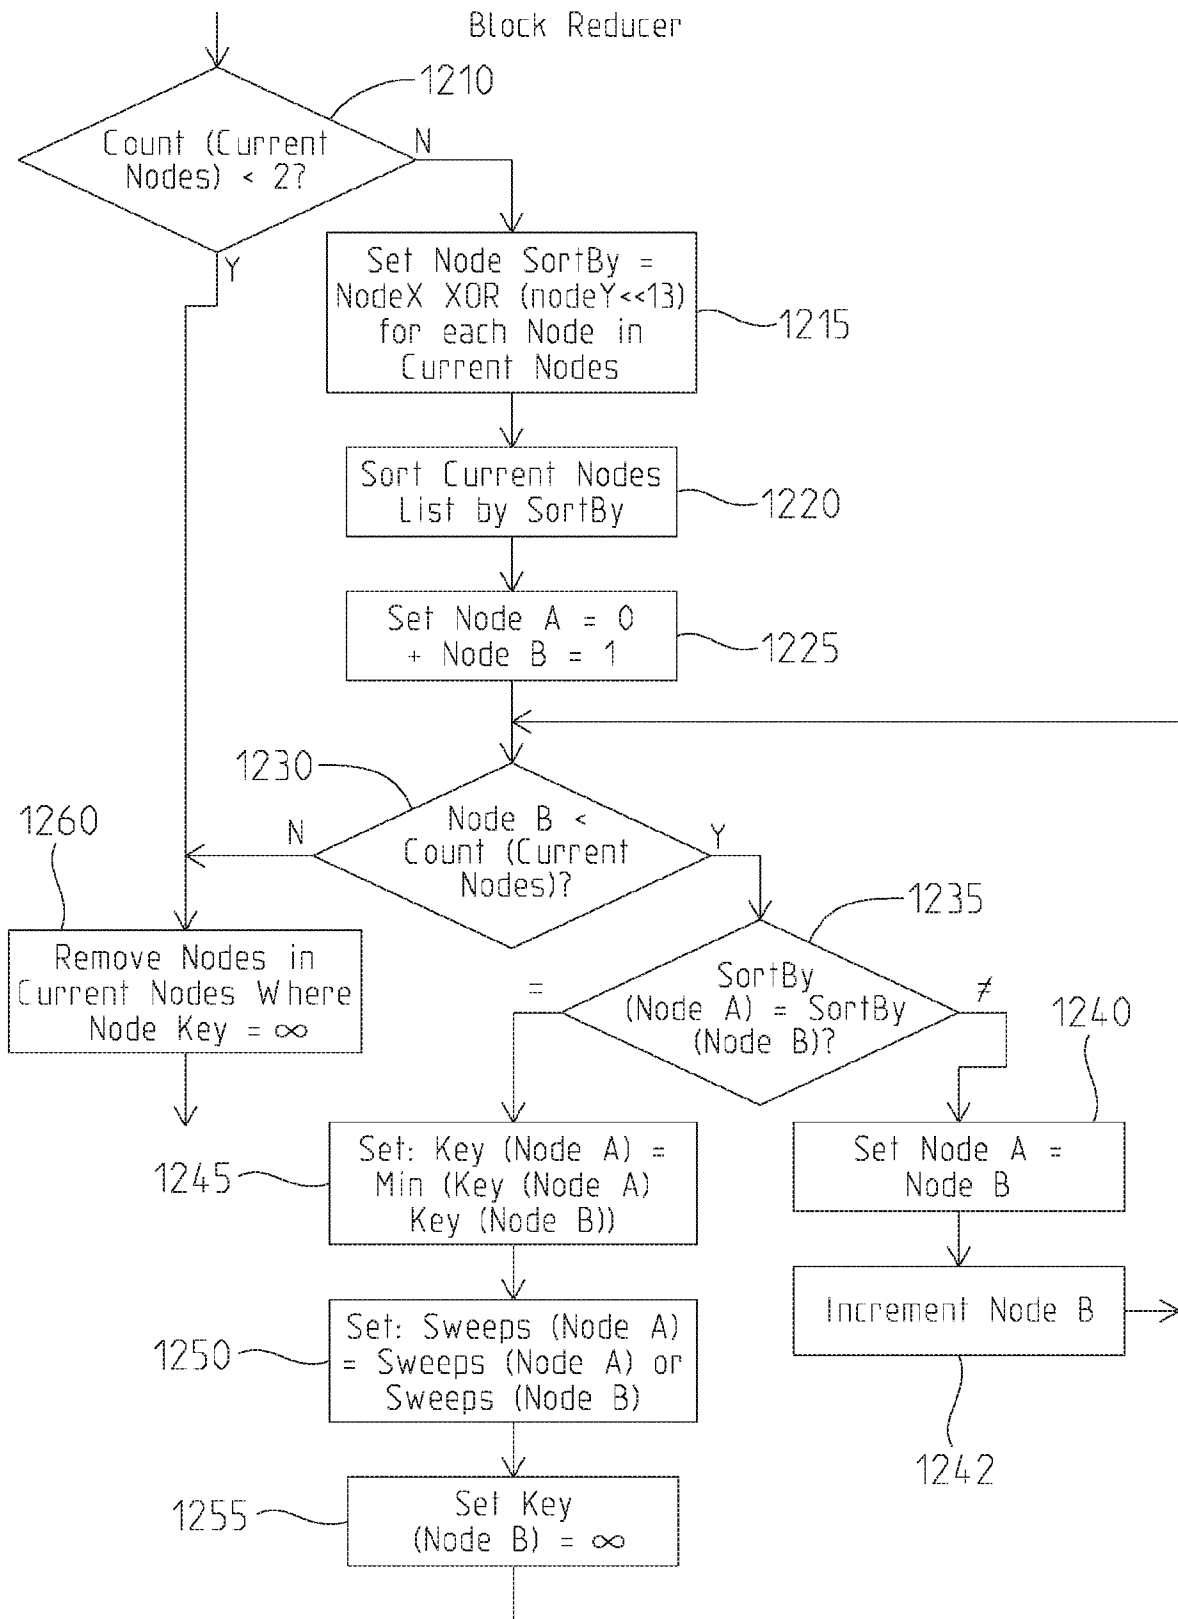 Block Reducer
1210
Count (Current
Nodes) < 2?
N
Y
Set Node SortBy =
NodeX XOR (nodeY<<13)
for each Node in
Current Nodes
1215
Sort Current Nodes
List by SortBy
1220
Set Node A = 0
+ Node B = 1
1225
1230
Node B <
Count (Current
Nodes)?
N
Y
1260
Remove Nodes in
Current Nodes Where
Node Key = ∞
1235
SortBy
(Node A) = SortBy
(Node B)?
=
≠
1240
Set Node A =
Node B
1245
Set: Key (Node A) =
Min (Key (Node A)
Key (Node B))
Increment Node B
1242
1250
Set: Sweeps (Node A)
= Sweeps (Node A) or
Sweeps (Node B)
1255
Set Key
(Node B) = ∞